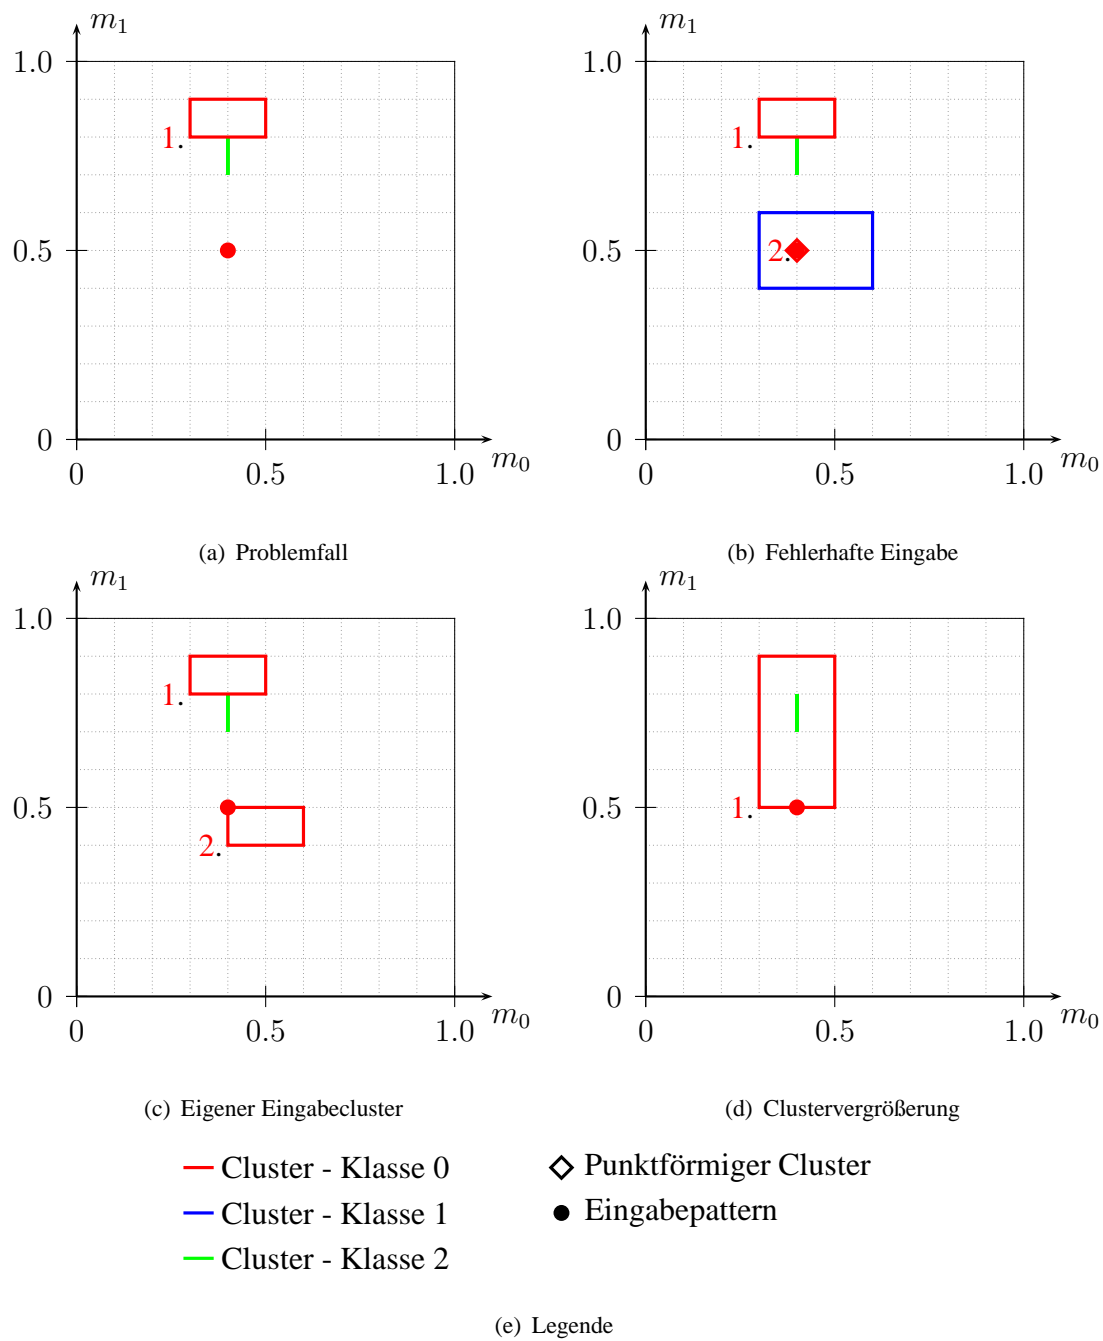 m₁
1.0
1.
0.5
0
0
0.5
1.0
m₀
(a) Problemfall
m₁
1.0
1.
0.5
2.
0
0
0.5
1.0
m₀
(b) Fehlerhafte Eingabe
m₁
1.0
1.
0.5
2.
0
0
0.5
1.0
m₀
(c) Eigener Eingabecluster
m₁
1.0
0.5
1.
0
0
0.5
1.0
m₀
(d) Clustervergrößerung
Cluster - Klasse 0
Cluster - Klasse 1
Cluster - Klasse 2
Punktförmiger Cluster
Eingabepattern
(e) Legende